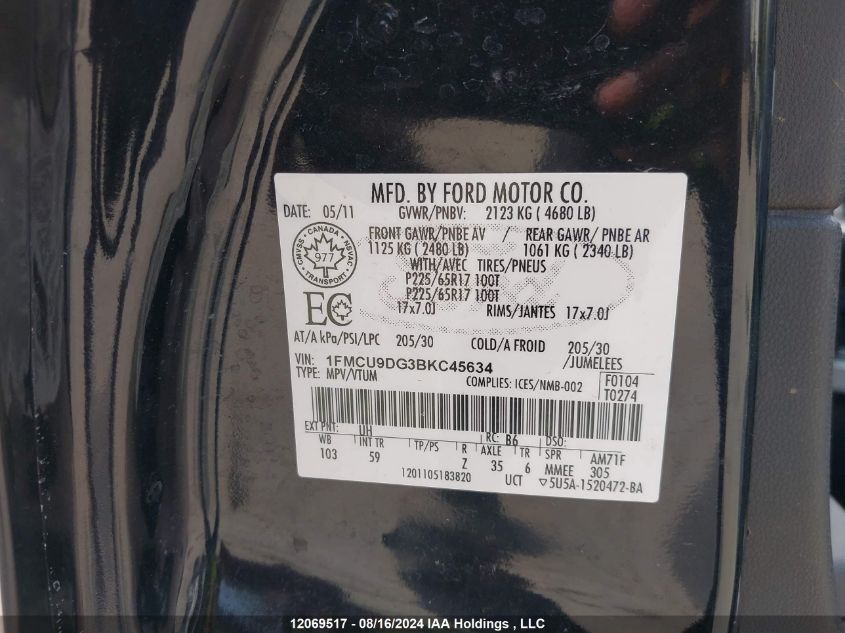 MFD. BY FORD MOTOR CO.
DATE: 05/11 GVWR/PNBV: 2123 KG ( 4680 LB)
FRONT GAWR/PNBE AV / REAR GAWR/ PNBE AR
1125 KG ( 2480 LB) 1061 KG ( 2340 LB)
WITH/AVEC TIRES/PNEUS
P225/65R17 100T
P225/65R17 100T
17x7.0J RIMS/JANTES 17x7.0J
CANADA
CMVSS NSVAC
977
TRANSPORT
EC
AT/A kPa/PSI/LPC 205/30 COLD/A FROID 205/30
VIN: 1FMCU9DG3BKC45634 /JUMELEES
TYPE: MPV/VTUM COMPLIES: ICES/NMB-002 F0104
T0274
EXT PNT: UH RC: B6 DSO:
WB INT TR TP/PS R AXLE TR SPR AM71F
103 59 Z 35 6 MMEE 305
1201105183820 UCT ▽5U5A-1520472-BA
12069517 - 08/16/2024 IAA Holdings , LLC